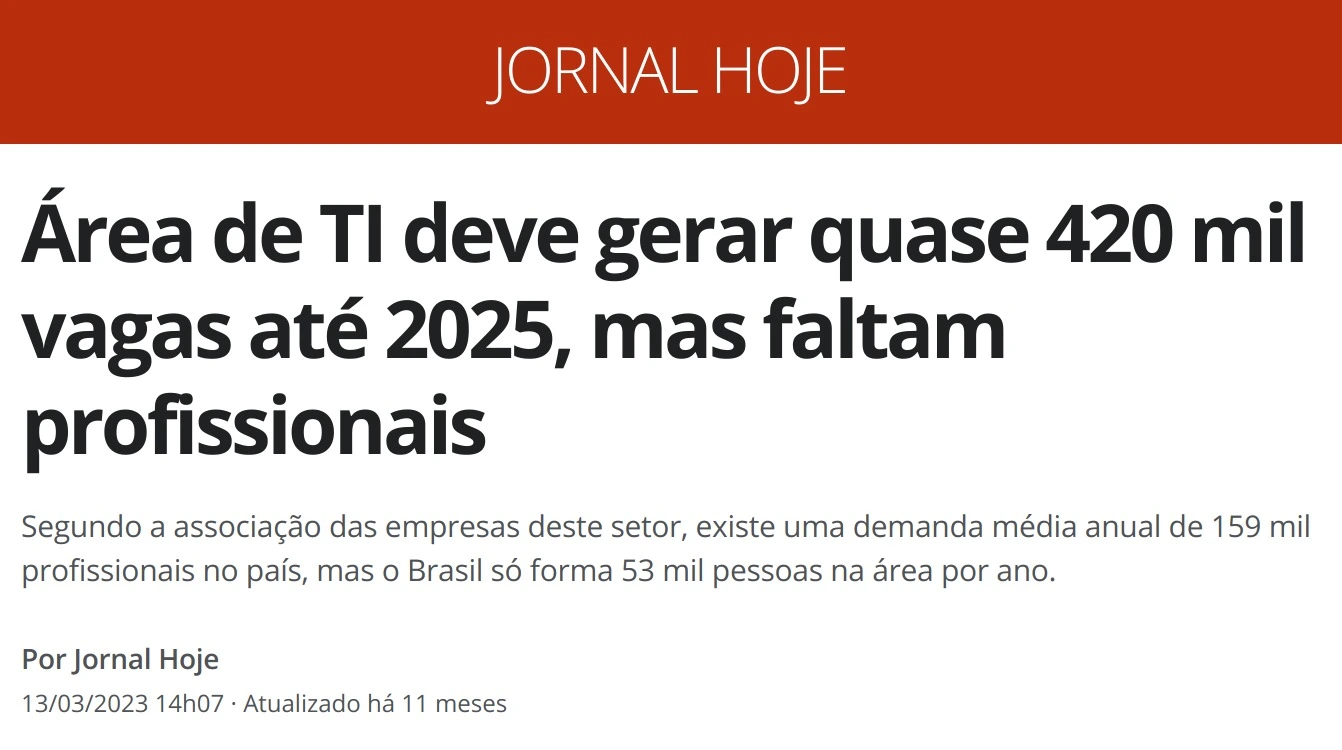 JORNAL HOJE
Área de TI deve gerar quase 420 mil
vagas até 2025, mas faltam
profissionais
Segundo a associação das empresas deste setor, existe uma demanda média anual de 159 mil
profissionais no país, mas o Brasil só forma 53 mil pessoas na área por ano.
Por Jornal Hoje
13/03/2023 14h07 · Atualizado há 11 meses